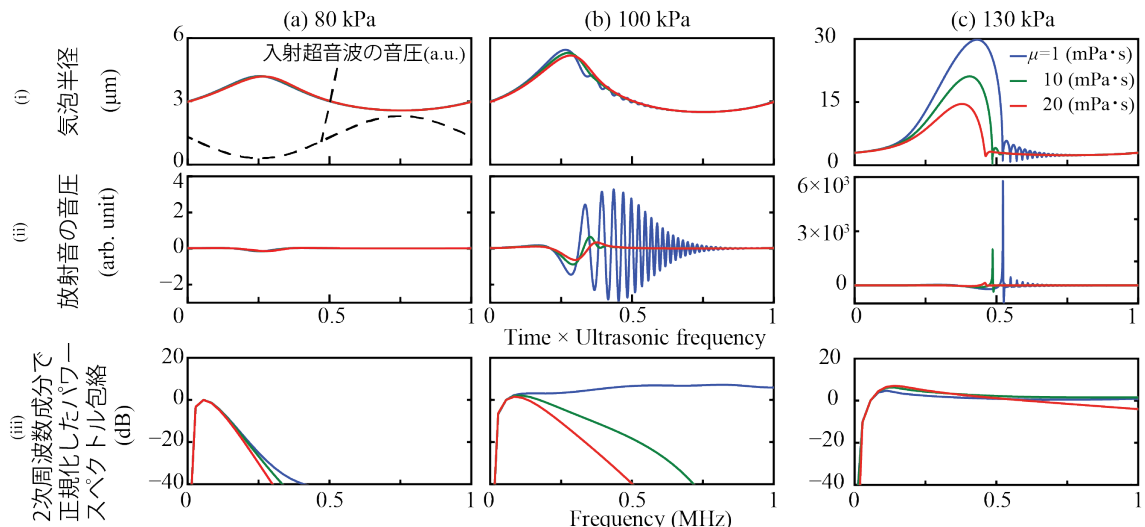 (a) 80 kPa
(b) 100 kPa
(c) 130 kPa
(i)
気泡半径
(μm)
6
3
0
入射超音波の音圧(a.u.)
30
15
0
μ=1 (mPa・s)
10 (mPa・s)
20 (mPa・s)
(ii)
放射音の音圧
(arb. unit)
4
2
0
−2
0
0.5
1
0
0.5
1
6×10³
3×10³
0
0
0.5
1
Time × Ultrasonic frequency
(iii)
2次周波数成分で
正規化したパワー
スペクトル包絡
(dB)
20
0
−20
−40
0
0.5
1
0
0.5
1
20
0
−20
−40
0
0.5
1
Frequency (MHz)